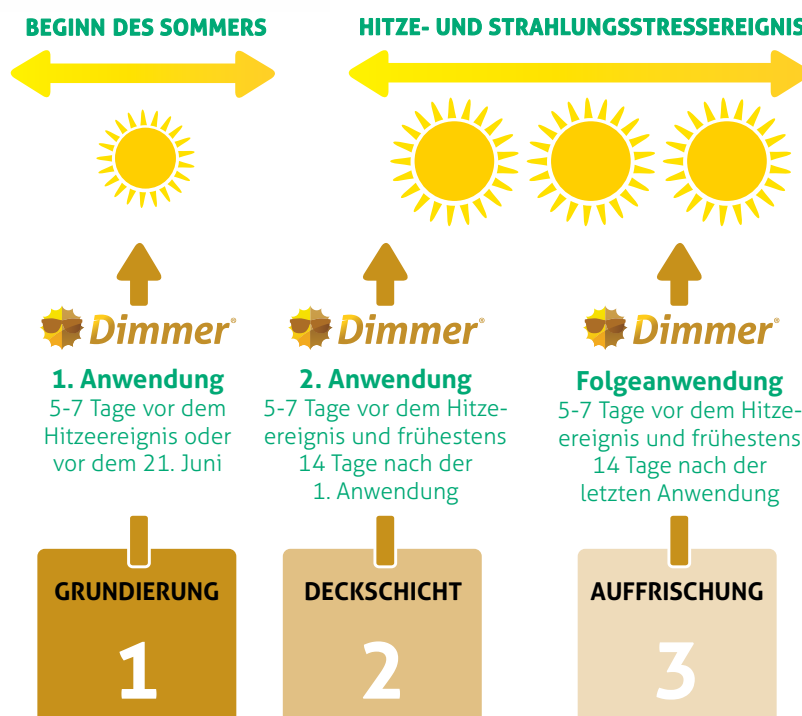 BEGINN DES SOMMERS
HITZE- UND STRAHLUNGSSTRESSEREIGNIS
Dimmer®
1. Anwendung
5-7 Tage vor dem
Hitzeereignis oder
vor dem 21. Juni
Dimmer®
2. Anwendung
5-7 Tage vor dem Hitze-
ereignis und frühestens
14 Tage nach der
1. Anwendung
Dimmer®
Folgeanwendung
5-7 Tage vor dem Hitze-
ereignis und frühestens
14 Tage nach der
letzten Anwendung
GRUNDIERUNG
1
DECKSCHICHT
2
AUFFRISCHUNG
3